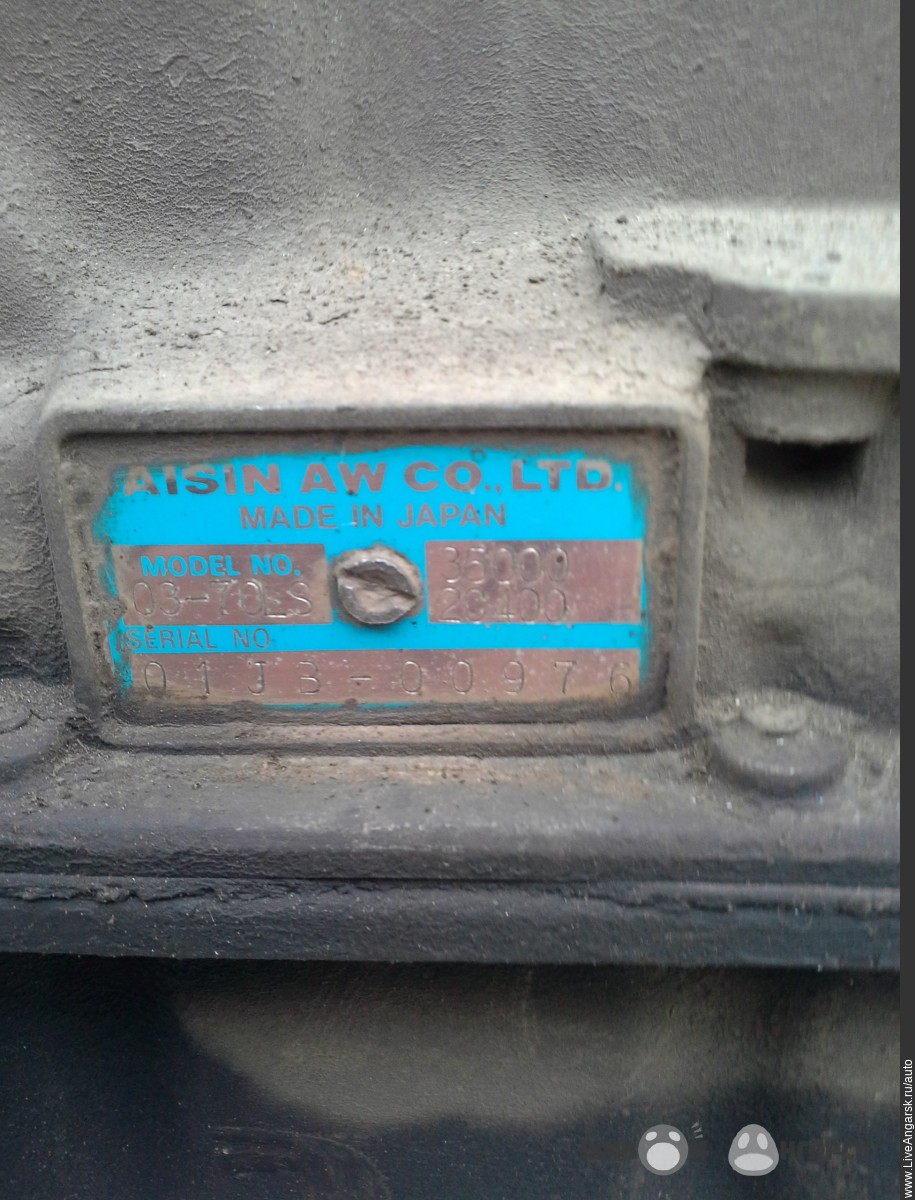 AISIN AW CO., LTD.
MADE IN JAPAN
MODEL NO.
03-70LS
35000
2C400
SERIAL NO.
01JB-00976
www.LiveAngarsk.ru/auto